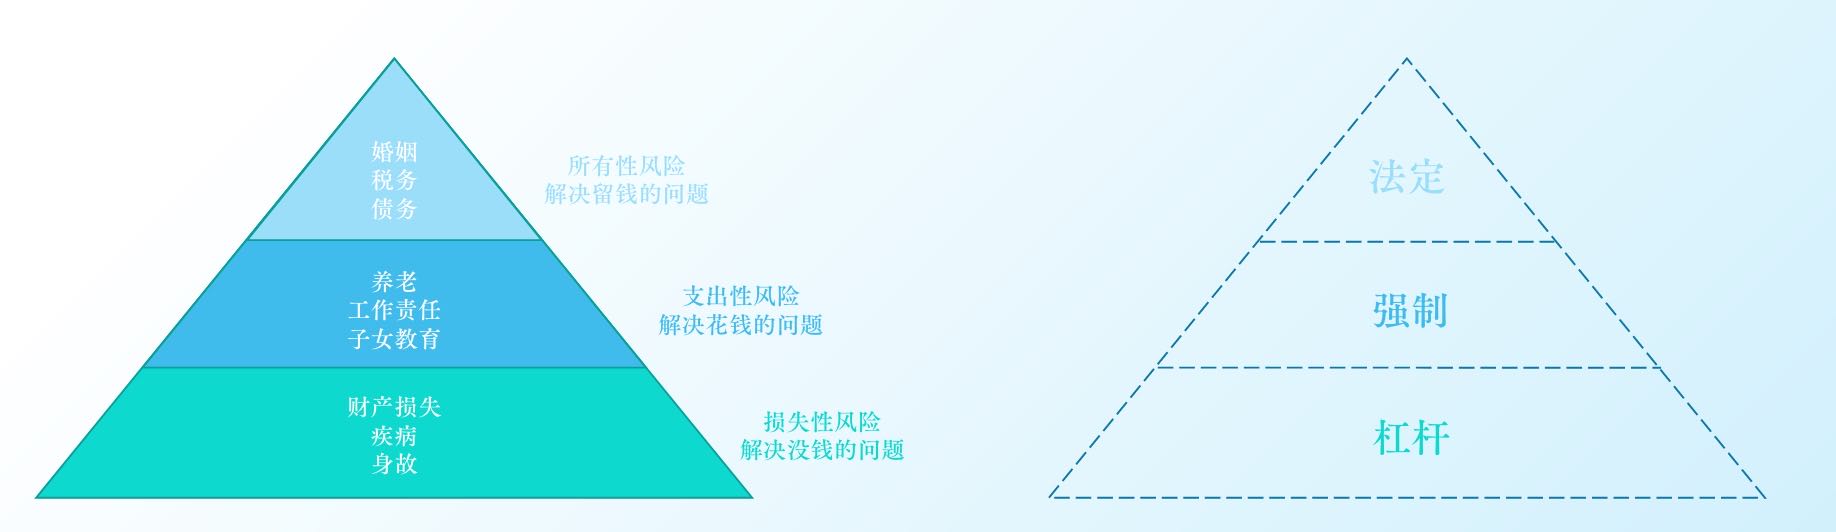 婚姻
税务
债务
所有性风险
解决留钱的问题
养老
工作责任
子女教育
支出性风险
解决花钱的问题
财产损失
疾病
身故
损失性风险
解决没钱的问题
法定
强制
杠杆